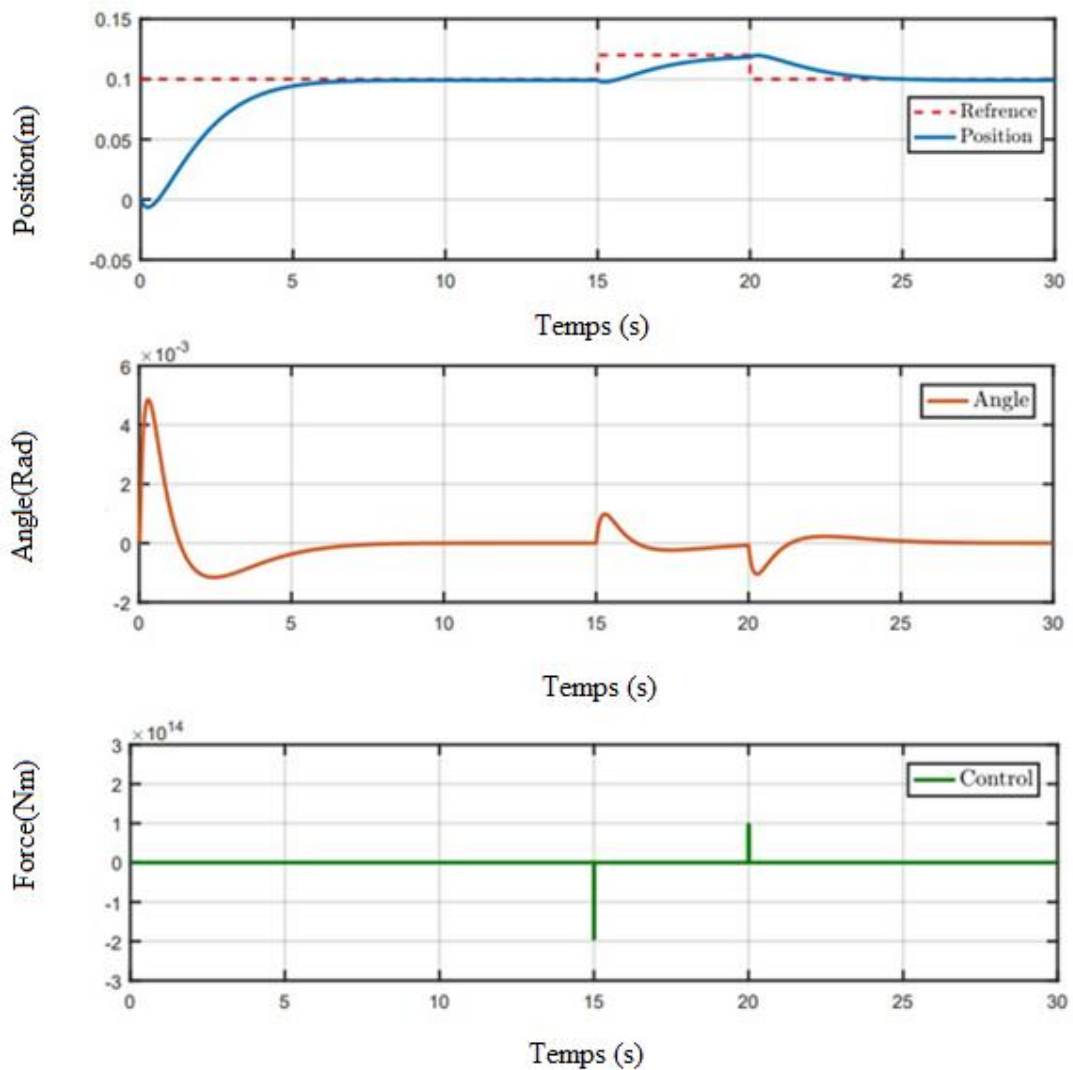 0.15
0.1
0.05
0
-0.05
Position(m)
Refrence
Position
0 5 10 15 20 25 30
Temps (s)
×10-3
6
4
2
0
-2
Angle(Rad)
Angle
0 5 10 15 20 25 30
Temps (s)
×1014
3
2
1
0
-1
-2
-3
Force(Nm)
Control
0 5 10 15 20 25 30
Temps (s)